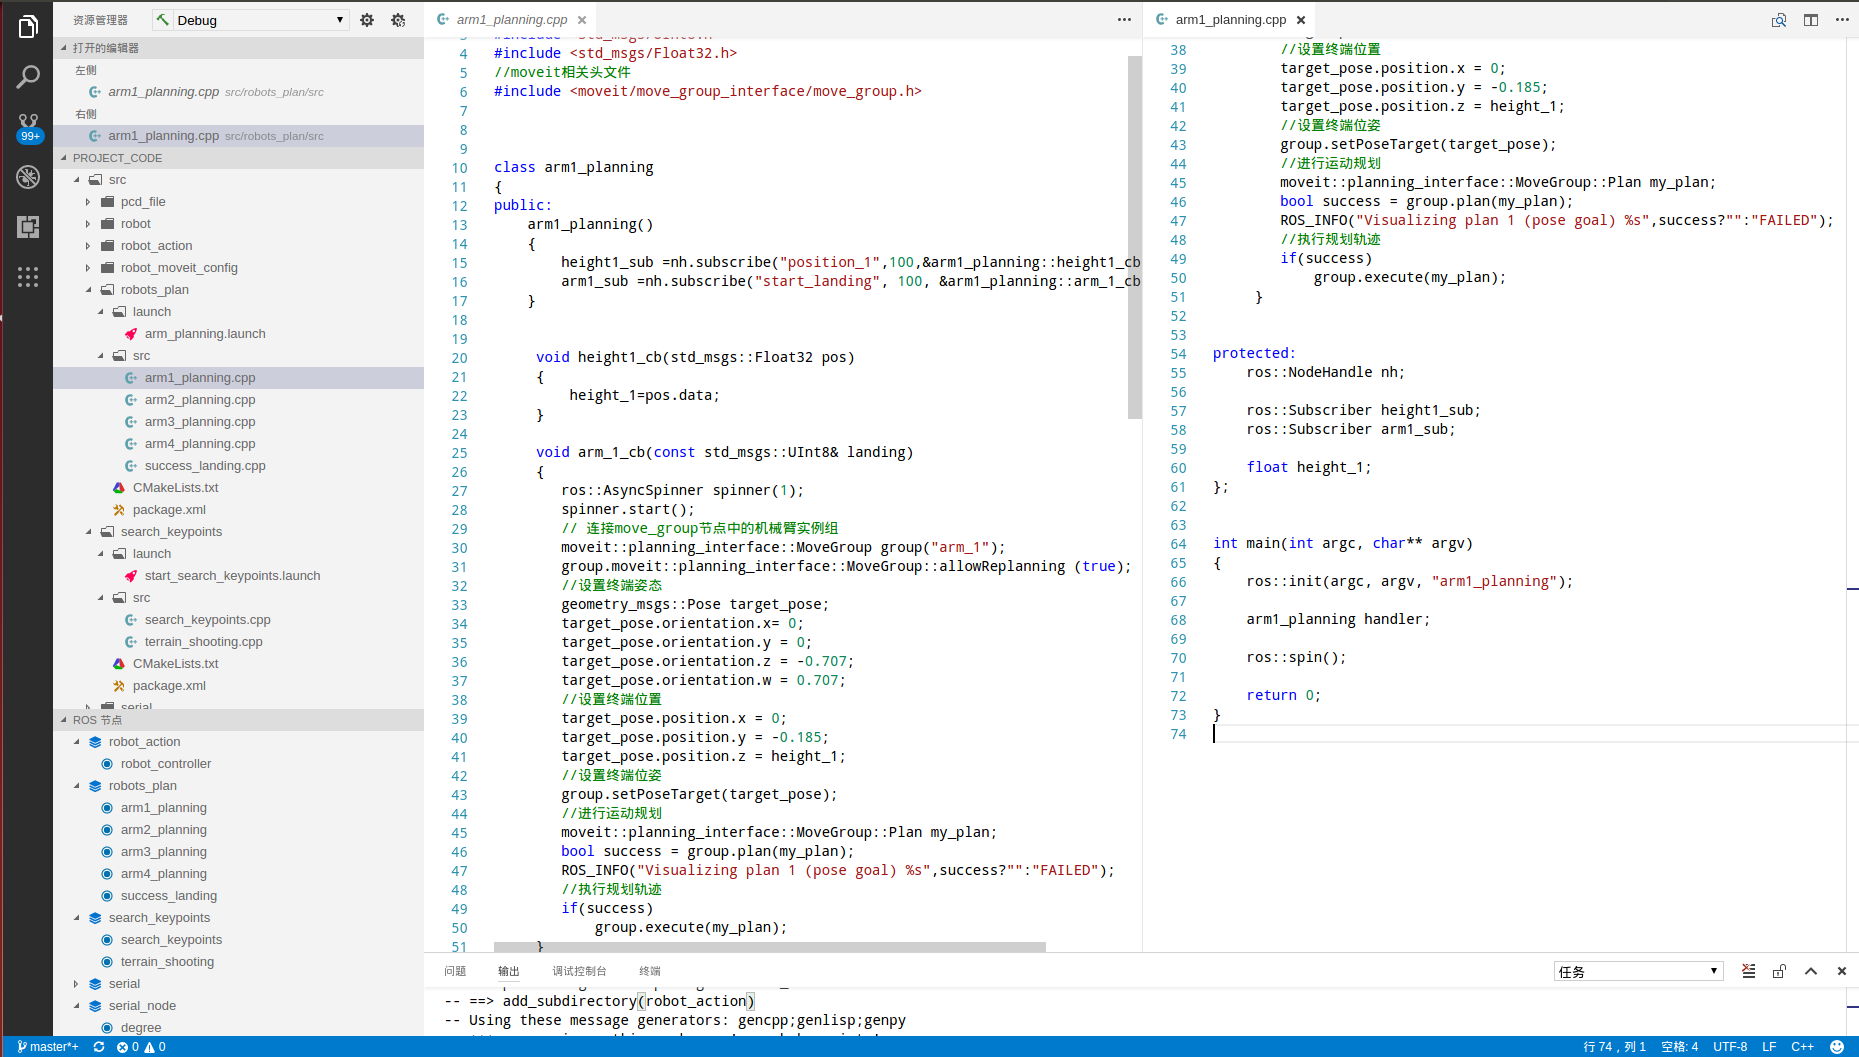 资源管理器
Debug
打开的编辑器
左侧
arm1_planning.cpp src/robots_plan/src
右侧
arm1_planning.cpp src/robots_plan/src
99+
PROJECT_CODE
src
pcd_file
robot
robot_action
robot_moveit_config
robots_plan
launch
arm_planning.launch
src
arm1_planning.cpp
arm2_planning.cpp
arm3_planning.cpp
arm4_planning.cpp
success_landing.cpp
CMakeLists.txt
package.xml
search_keypoints
launch
start_search_keypoints.launch
src
search_keypoints.cpp
terrain_shooting.cpp
CMakeLists.txt
package.xml
serial
ROS 节点
robot_action
robot_controller
robots_plan
arm1_planning
arm2_planning
arm3_planning
arm4_planning
success_landing
search_keypoints
search_keypoints
terrain_shooting
serial
serial_node
degree
arm1_planning.cpp
4 #include <std_msgs/Float32.h>
5 //moveit相关头文件
6 #include <moveit/move_group_interface/move_group.h>
7
8
9
10 class arm1_planning
11 {
12 public:
13 arm1_planning()
14 {
15 height1_sub =nh.subscribe("position_1",100,&arm1_planning::height1_cb
16 arm1_sub =nh.subscribe("start_landing", 100, &arm1_planning::arm_1_cb
17 }
18
19
20 void height1_cb(std_msgs::Float32 pos)
21 {
22 height_1=pos.data;
23 }
24
25 void arm_1_cb(const std_msgs::UInt8& landing)
26 {
27 ros::AsyncSpinner spinner(1);
28 spinner.start();
29 // 连接move_group节点中的机械臂实例组
30 moveit::planning_interface::MoveGroup group("arm_1");
31 group.moveit::planning_interface::MoveGroup::allowReplanning (true);
32 //设置终端姿态
33 geometry_msgs::Pose target_pose;
34 target_pose.orientation.x= 0;
35 target_pose.orientation.y = 0;
36 target_pose.orientation.z = -0.707;
37 target_pose.orientation.w = 0.707;
38 //设置终端位置
39 target_pose.position.x = 0;
40 target_pose.position.y = -0.185;
41 target_pose.position.z = height_1;
42 //设置终端位姿
43 group.setPoseTarget(target_pose);
44 //进行运动规划
45 moveit::planning_interface::MoveGroup::Plan my_plan;
46 bool success = group.plan(my_plan);
47 ROS_INFO("Visualizing plan 1 (pose goal) %s",success?"":"FAILED");
48 //执行规划轨迹
49 if(success)
50 group.execute(my_plan);
51 }
arm1_planning.cpp
38 //设置终端位置
39 target_pose.position.x = 0;
40 target_pose.position.y = -0.185;
41 target_pose.position.z = height_1;
42 //设置终端位姿
43 group.setPoseTarget(target_pose);
44 //进行运动规划
45 moveit::planning_interface::MoveGroup::Plan my_plan;
46 bool success = group.plan(my_plan);
47 ROS_INFO("Visualizing plan 1 (pose goal) %s",success?"":"FAILED");
48 //执行规划轨迹
49 if(success)
50 group.execute(my_plan);
51 }
52
53
54 protected:
55 ros::NodeHandle nh;
56
57 ros::Subscriber height1_sub;
58 ros::Subscriber arm1_sub;
59
60 float height_1;
61 };
62
63
64 int main(int argc, char** argv)
65 {
66 ros::init(argc, argv, "arm1_planning");
67
68 arm1_planning handler;
69
70 ros::spin();
71
72 return 0;
73 }
74
问题 输出 调试控制台 终端
任务
-- ==> add_subdirectory(robot_action)
-- Using these message generators: gencpp;genlisp;genpy
master*+ 0 0
行 74，列 1 空格: 4 UTF-8 LF C++